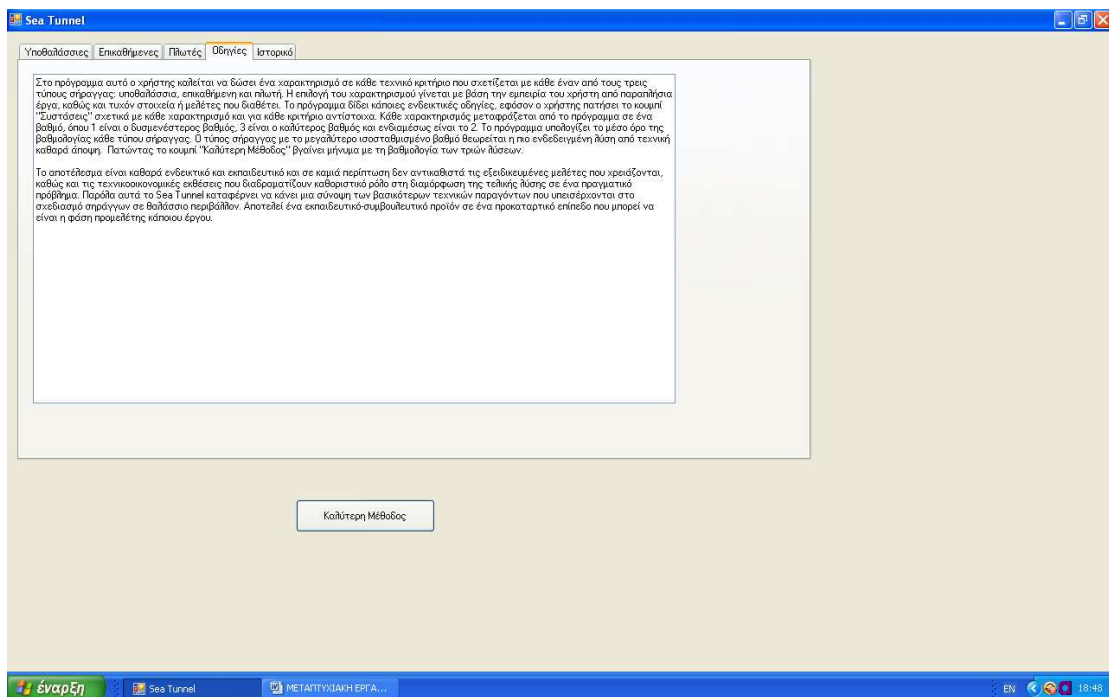 Sea Tunnel
Υποθαλάσσιες Επικαθήμενες Πλωτές Οδηγίες Ιστορικό
Στο πρόγραμμα αυτό ο χρήστης καλείται να δώσει ένα χαρακτηρισμό σε κάθε τεχνικό κριτήριο που σχετίζεται με κάθε έναν από τους τρεις
τύπους σήραγγας: υποθαλάσσια, επικαθήμενη και πλωτή. Η επιλογή του χαρακτηρισμού γίνεται με βάση την εμπειρία του χρήστη από παραπλήσια
έργα, καθώς και τυχόν στοιχεία ή μελέτες που διαθέτει. Το πρόγραμμα δίδει κάποιες ενδεικτικές οδηγίες, εφόσον ο χρήστης πατήσει το κουμπί
"Συστάσεις" σχετικά με κάθε χαρακτηρισμό και για κάθε κριτήριο αντίστοιχα. Κάθε χαρακτηρισμός μεταφράζεται από το πρόγραμμα σε ένα
βαθμό, όπου 1 είναι ο δυσμενέστερος βαθμός, 3 είναι ο καλύτερος βαθμός και ενδιαμέσως είναι το 2. Το πρόγραμμα υπολογίζει το μέσο όρο της
βαθμολογίας κάθε τύπου σήραγγας. Ο τύπος σήραγγας με το μεγαλύτερο ισοσταθμισμένο βαθμό θεωρείται η πιο ενδεδειγμένη λύση από τεχνική
καθαρά άποψη. Πατώντας το κουμπί "Καλύτερη Μέθοδος" βγαίνει μήνυμα με τη βαθμολογία των τριών λύσεων.
Το αποτέλεσμα είναι καθαρά ενδεικτικό και εκπαιδευτικό και σε καμιά περίπτωση δεν αντικαθιστά τις εξειδικευμένες μελέτες που χρειάζονται,
καθώς και τις τεχνικοοικονομικές εκθέσεις που διαδραματίζουν καθοριστικό ρόλο στη διαμόρφωση της τελικής λύσης σε ένα πραγματικό
πρόβλημα. Παρόλα αυτά το Sea Tunnel καταφέρνει να κάνει μια σύνοψη των βασικότερων τεχνικών παραγόντων που υπεισέρχονται στο
σχεδιασμό σηράγγων σε θαλάσσιο περιβάλλον. Αποτελεί ένα εκπαιδευτικό-συμβουλευτικό προϊόν σε ένα προκαταρτικό επίπεδο που μπορεί να
είναι η φάση προμελέτης κάποιου έργου.
Καλύτερη Μέθοδος
έναρξη Sea Tunnel ΜΕΤΑΠΤΥΧΙΑΚΗ ΕΡΓΑ... EN 18:48